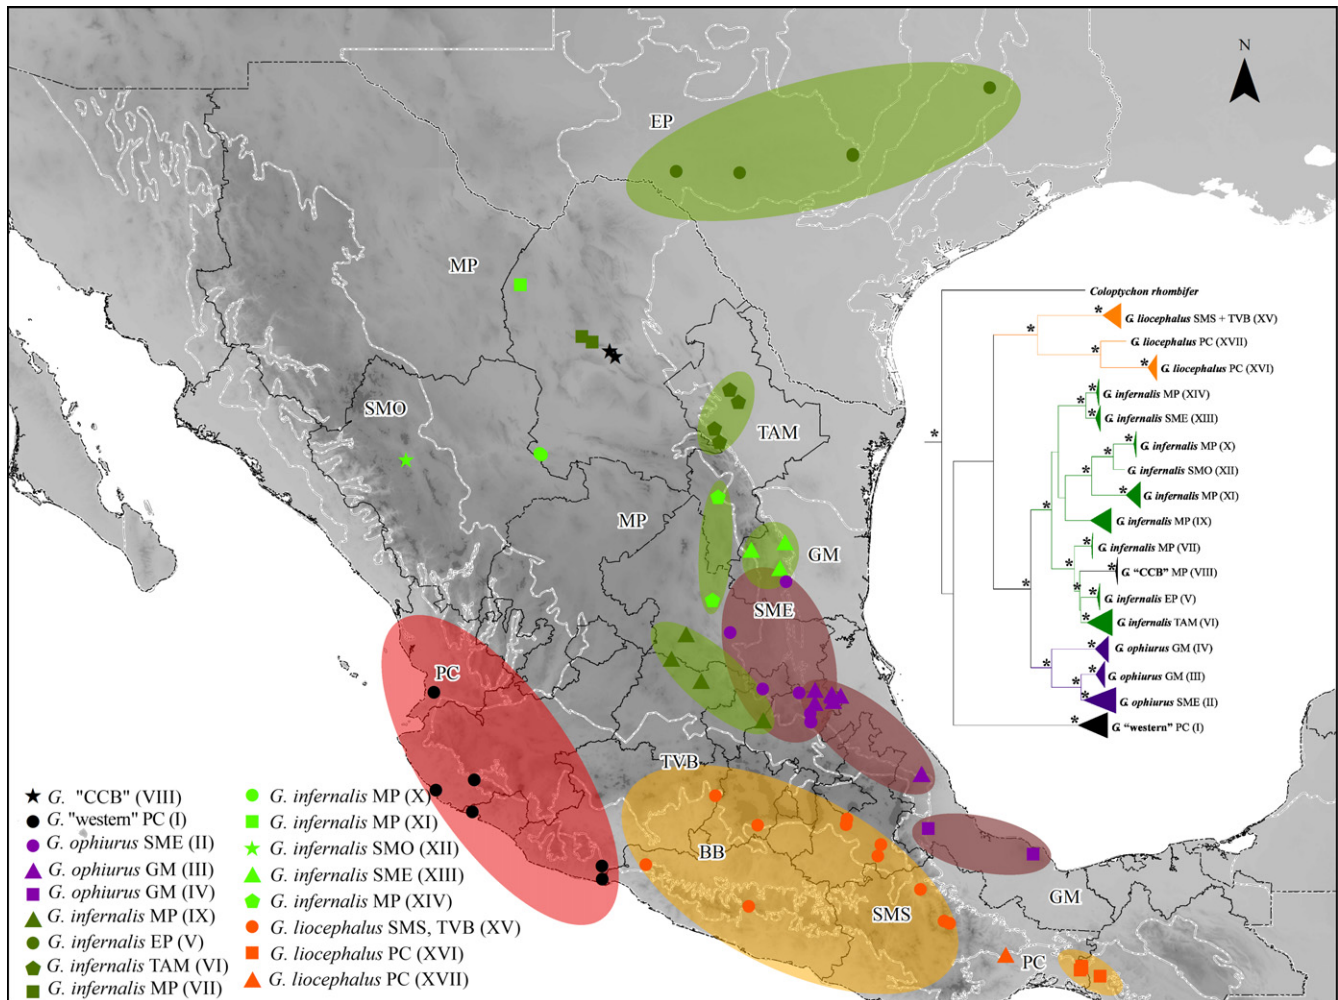 N
EP
MP
SMO
TAM
MP
GM
SME
PC
TVB
BB
SMS
GM
PC
Coloptychon rhombifer
G. liocephalus SMS + TVB (XV)
G. liocephalus PC (XVII)
G. liocephalus PC (XVI)
G. infernalis MP (XIV)
G. infernalis SME (XIII)
G. infernalis MP (X)
G. infernalis SMO (XII)
G. infernalis MP (XI)
G. infernalis MP (IX)
G. infernalis MP (VII)
G. "CCB" MP (VIII)
G. infernalis EP (V)
G. infernalis TAM (VI)
G. ophiurus GM (IV)
G. ophiurus GM (III)
G. ophiurus SME (II)
G. "western" PC (I)
G. "CCB" (VIII)
G. "western" PC (I)
G. ophiurus SME (II)
G. ophiurus GM (III)
G. ophiurus GM (IV)
G. infernalis MP (IX)
G. infernalis EP (V)
G. infernalis TAM (VI)
G. infernalis MP (VII)
G. infernalis MP (X)
G. infernalis MP (XI)
G. infernalis SMO (XII)
G. infernalis SME (XIII)
G. infernalis MP (XIV)
G. liocephalus SMS, TVB (XV)
G. liocephalus PC (XVI)
G. liocephalus PC (XVII)